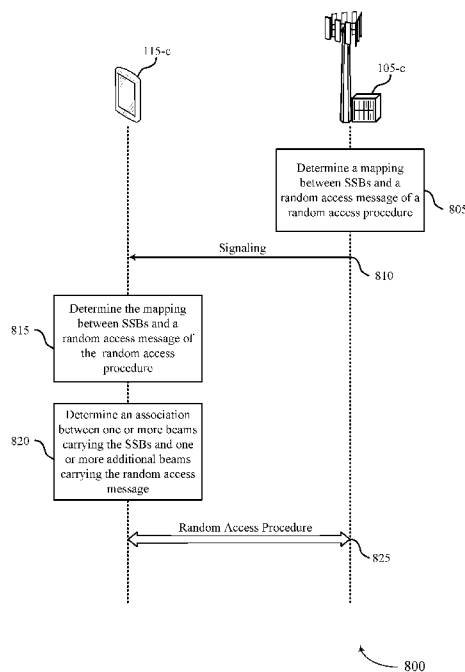 115-c
105-c
Determine a mapping
between SSBs and a
random access message of a
random access procedure
805
Signaling
810
Determine the mapping
between SSBs and a
random access message of
the random access
procedure
815
Determine an association
between one or more beams
carrying the SSBs and one
or more additional beams
carrying the random access
message
820
Random Access Procedure
825
800